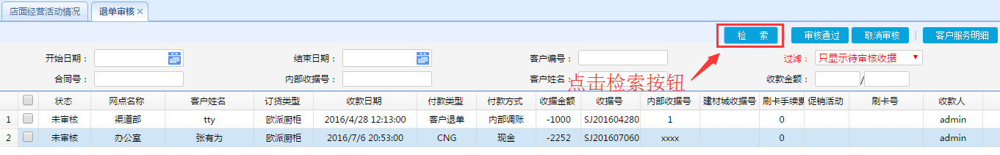 店面经营活动情况 退单审核
检 索 审核通过 取消审核 客户服务明细
开始日期： 结束日期： 客户编号： 过滤： 只显示待审核收据
合同号： 内部收据号： 客户姓名： 收款金额： /
点击检索按钮
状态 网点名称 客户姓名 订货类型 收款日期 付款类型 付款方式 收据金额 收据号 内部收据号 建材城收据号 刷卡手续费 促销活动 刷卡号 收款人
1 未审核 渠道部 tty 欧派厨柜 2016/4/28 12:13:00 客户退单 内部调账 -1000 SJ201604280 1 0 admin
2 未审核 办公室 张有为 欧派厨柜 2016/7/6 20:53:00 CNG 现金 -2252 SJ201607060 xxxx 0 admin